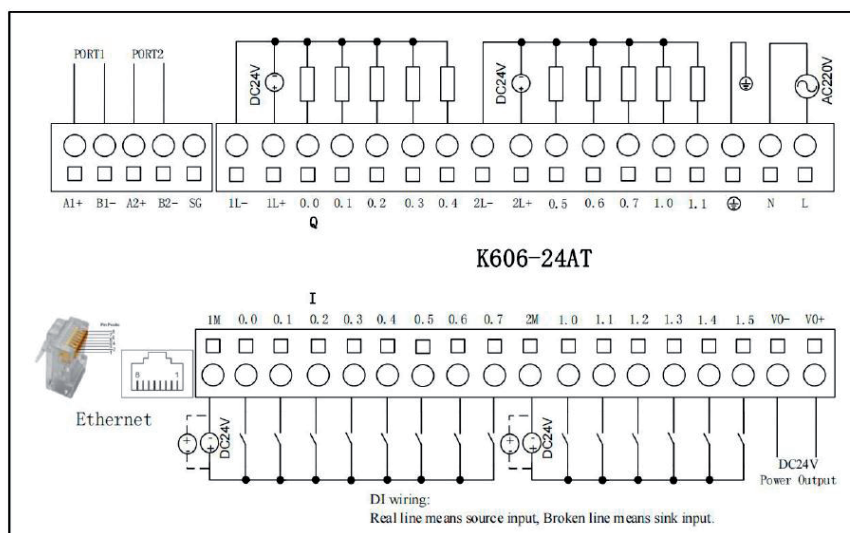 PORT1 PORT2
DC24V DC24V AC220V
A1+ B1- A2+ B2- SG 1L- 1L+ 0.0 0.1 0.2 0.3 0.4 2L- 2L+ 0.5 0.6 0.7 1.0 1.1 N L
Q
K606-24AT
I
1M 0.0 0.1 0.2 0.3 0.4 0.5 0.6 0.7 2M 1.0 1.1 1.2 1.3 1.4 1.5 VO- VO+
8 1
Ethernet
DC24V DC24V
DC24V
Power Output
DI wiring:
Real line means source input, Broken line means sink input.